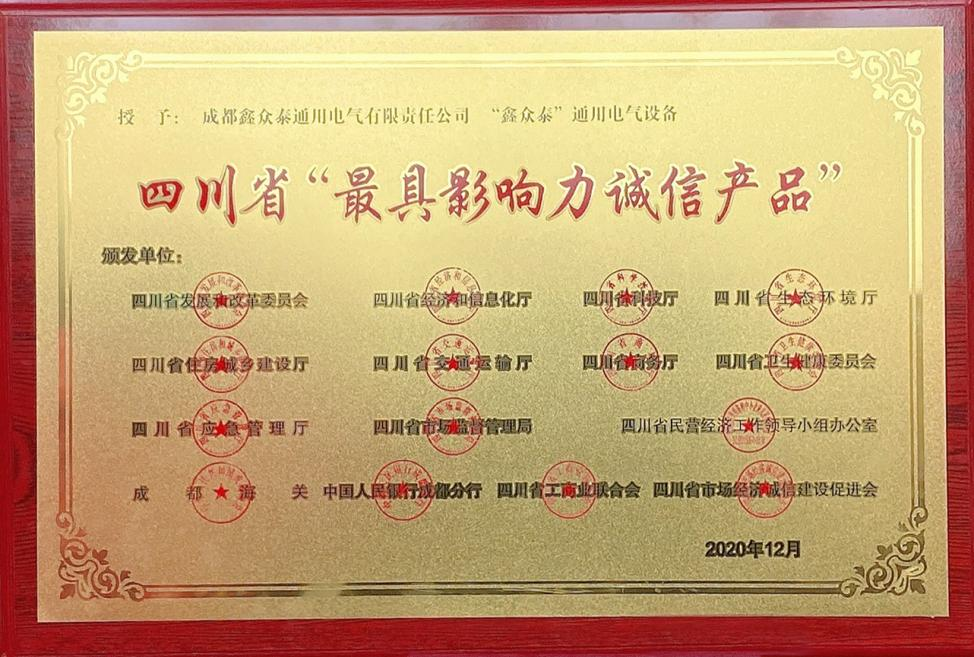 授 予： 成都鑫众泰通用电气有限责任公司 “鑫众泰”通用电气设备
四川省“最具影响力诚信产品”
颁发单位：
四川省发展和改革委员会 四川省经济和信息化厅 四川省科技厅 四川省生态环境厅
四川省住房城乡建设厅 四川省交通运输厅 四川省商务厅 四川省卫生健康委员会
四川省应急管理厅 四川省市场监督管理局 四川省民营经济工作领导小组办公室
成都海关 中国人民银行成都分行 四川省工商业联合会 四川省市场经济诚信建设促进会
2020年12月